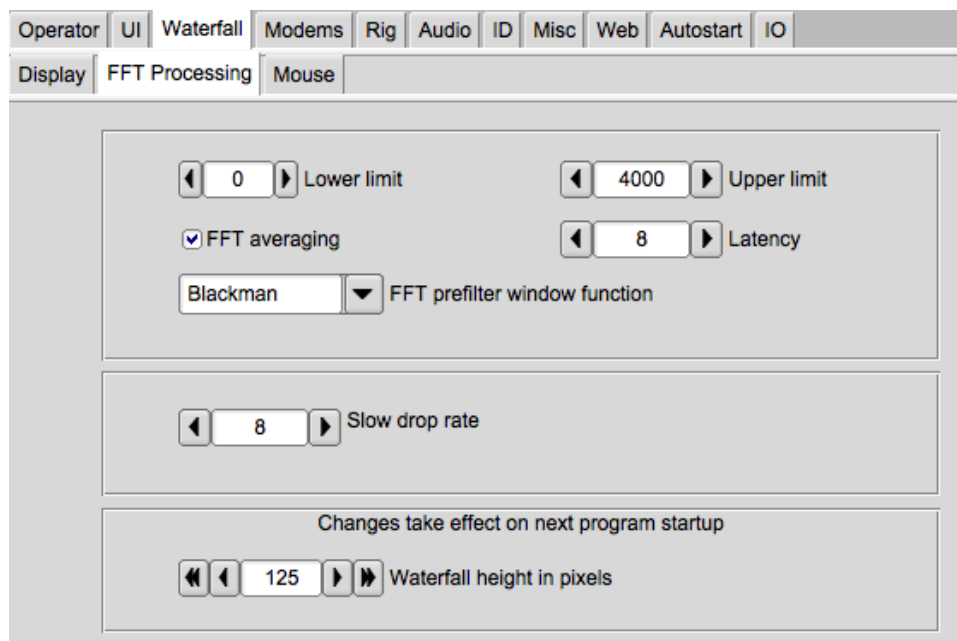 Operator UI Waterfall Modems Rig Audio ID Misc Web Autostart IO
Display FFT Processing Mouse
0 Lower limit 4000 Upper limit
FFT averaging 8 Latency
Blackman FFT prefilter window function
8 Slow drop rate
Changes take effect on next program startup
125 Waterfall height in pixels